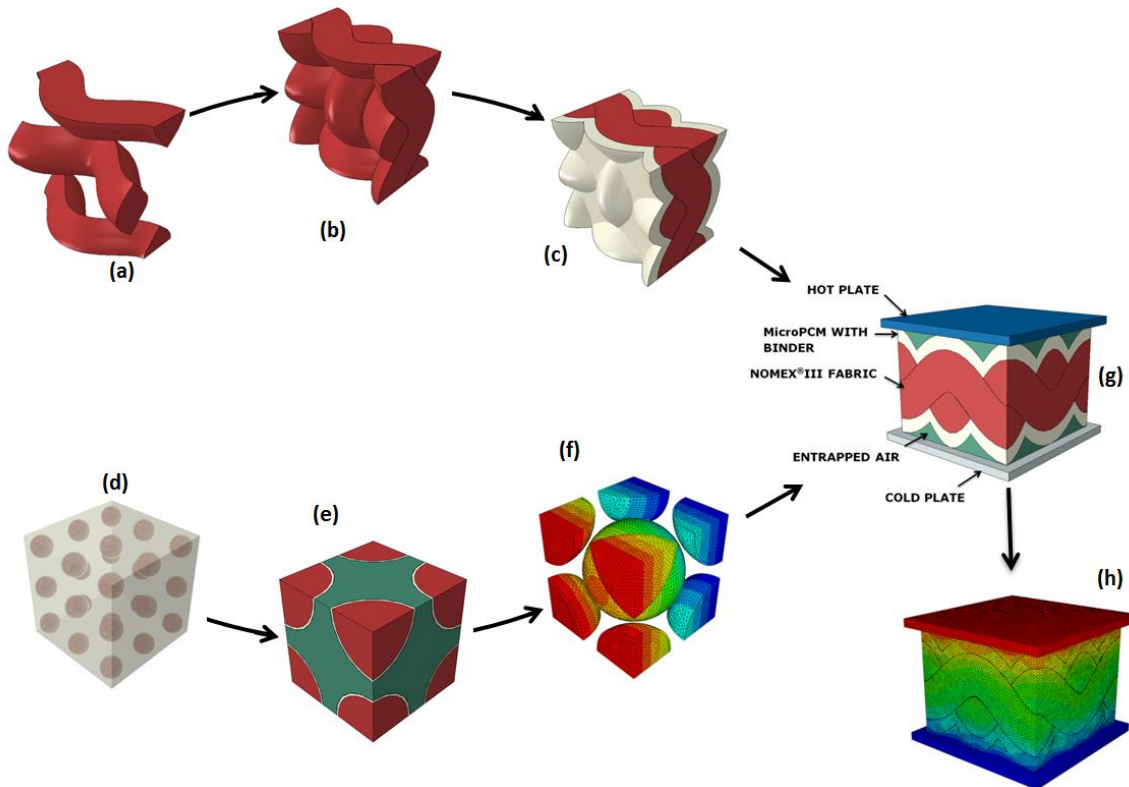 (a)
(b)
(c)
HOT PLATE
MicroPCM WITH
BINDER
NOMEX®III FABRIC
(g)
ENTRAPPED AIR
COLD PLATE
(d)
(e)
(f)
(h)